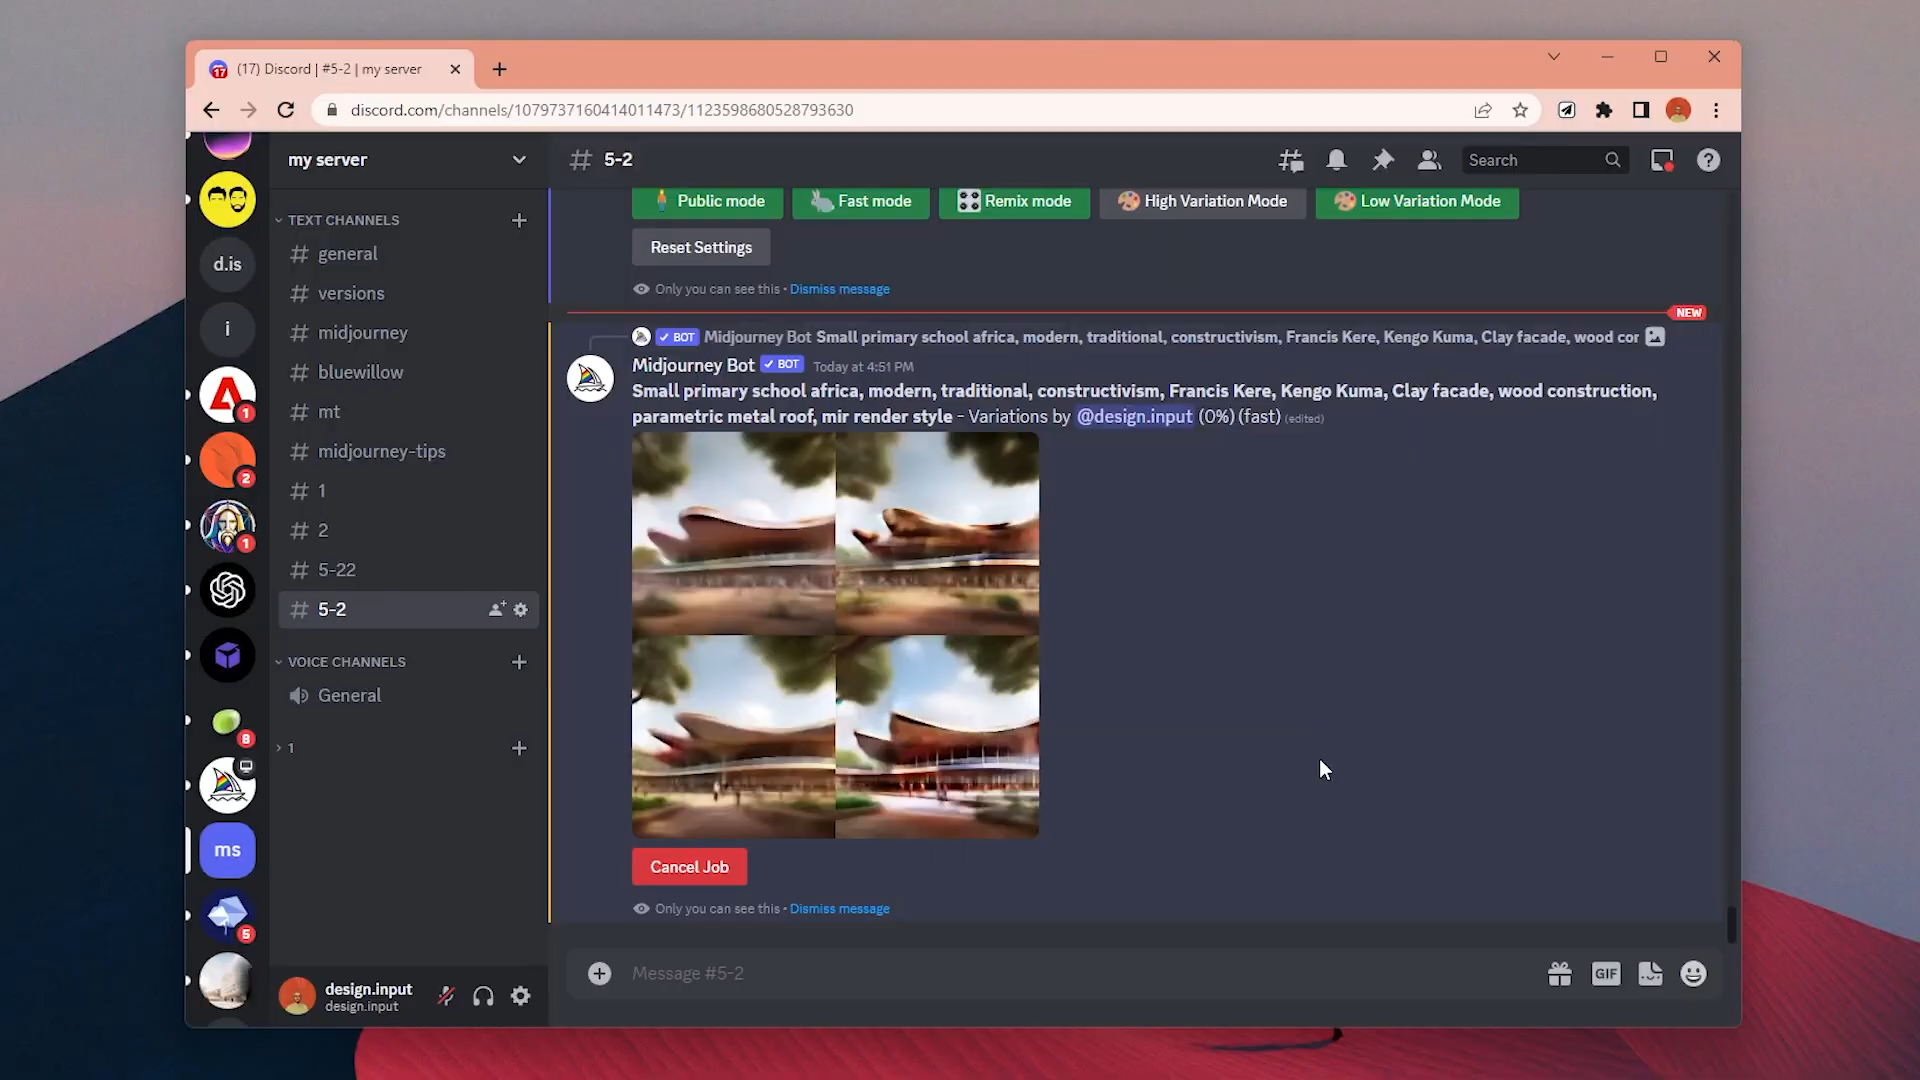 17
(17) Discord | #5-2 | my server
discord.com/channels/1079737160414011473/1123598680528793630
my server
# 5-2
Search
TEXT CHANNELS
# general
# versions
# midjourney
# bluewillow
# mt
# midjourney-tips
# 1
# 2
# 5-22
# 5-2
VOICE CHANNELS
General
1
d.is
i
1
2
1
8
ms
5
design.input
design.input
Public mode
Fast mode
Remix mode
High Variation Mode
Low Variation Mode
Reset Settings
Only you can see this • Dismiss message
NEW
✓ BOT Midjourney Bot Small primary school africa, modern, traditional, constructivism, Francis Kere, Kengo Kuma, Clay facade, wood cor
Midjourney Bot ✓ BOT Today at 4:51 PM
Small primary school africa, modern, traditional, constructivism, Francis Kere, Kengo Kuma, Clay facade, wood construction,
parametric metal roof, mir render style - Variations by @design.input (0%) (fast) (edited)
Cancel Job
Only you can see this • Dismiss message
Message #5-2
GIF